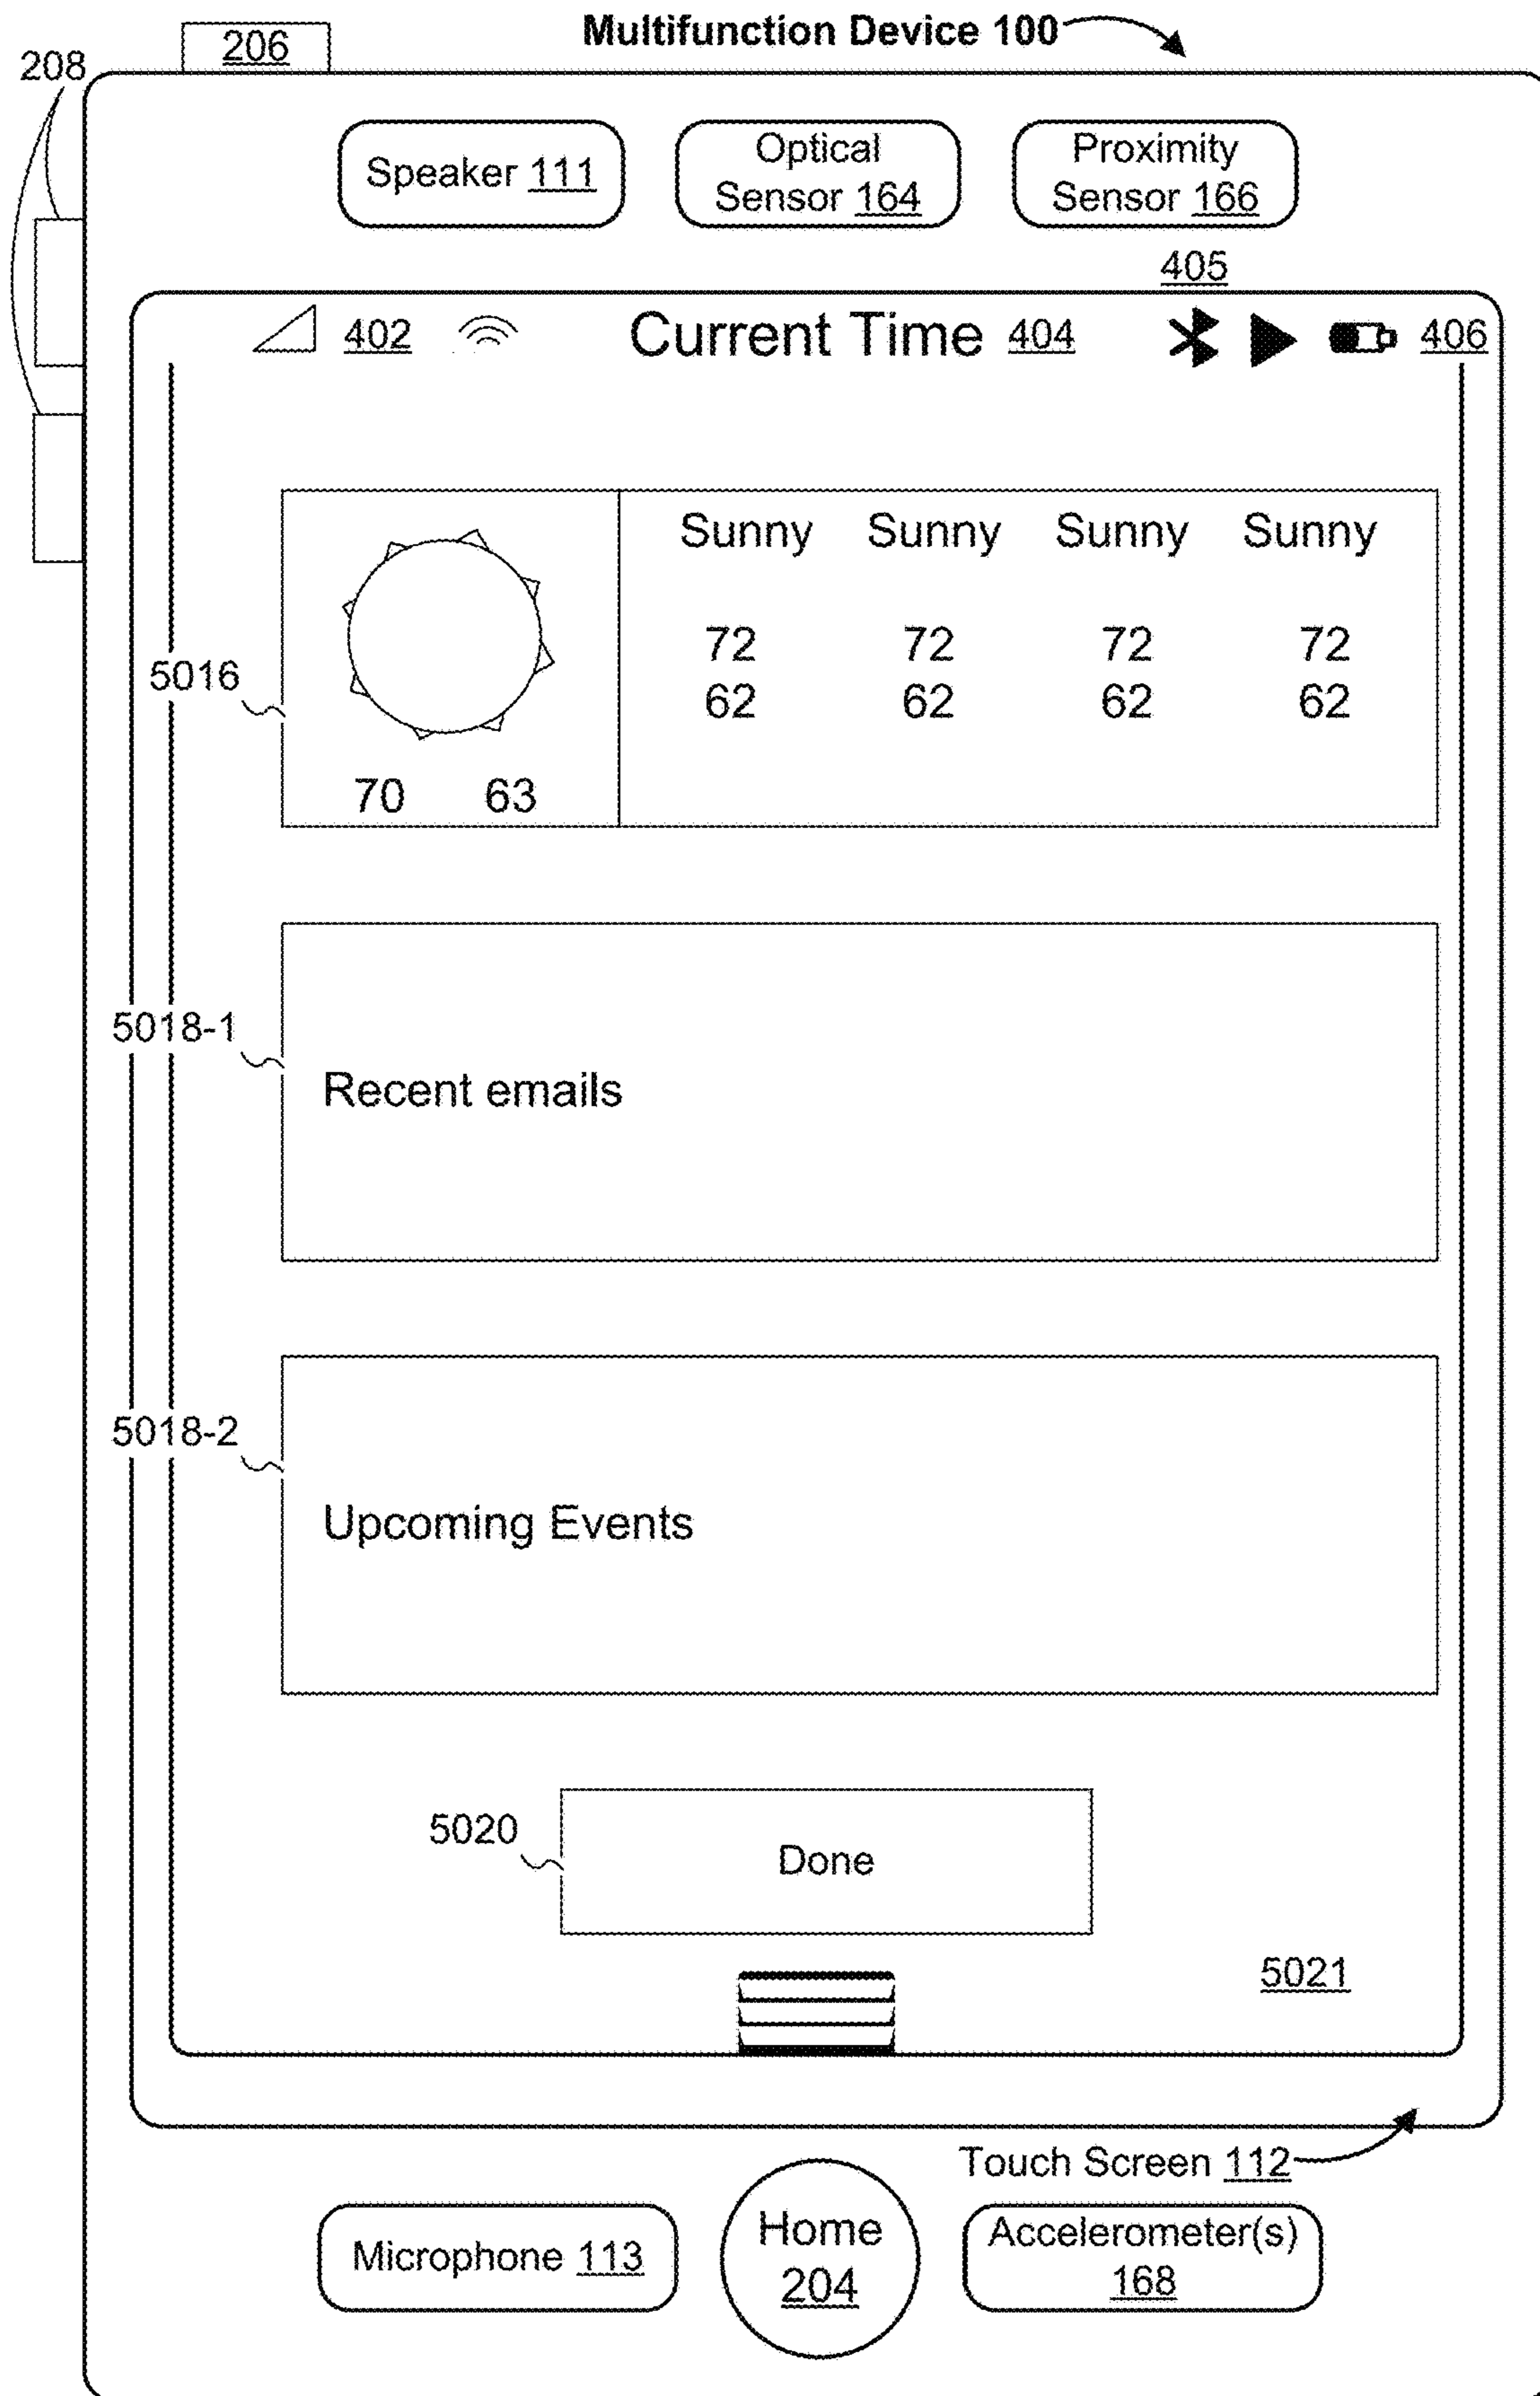 Multifunction Device 100
206
208
Speaker 111
Optical
Sensor 164
Proximity
Sensor 166
405
402
Current Time 404
406
Sunny Sunny Sunny Sunny
72 72 72 72
62 62 62 62
5016
70 63
5018-1
Recent emails
5018-2
Upcoming Events
5020
Done
5021
Touch Screen 112
Microphone 113
Home
204
Accelerometer(s)
168